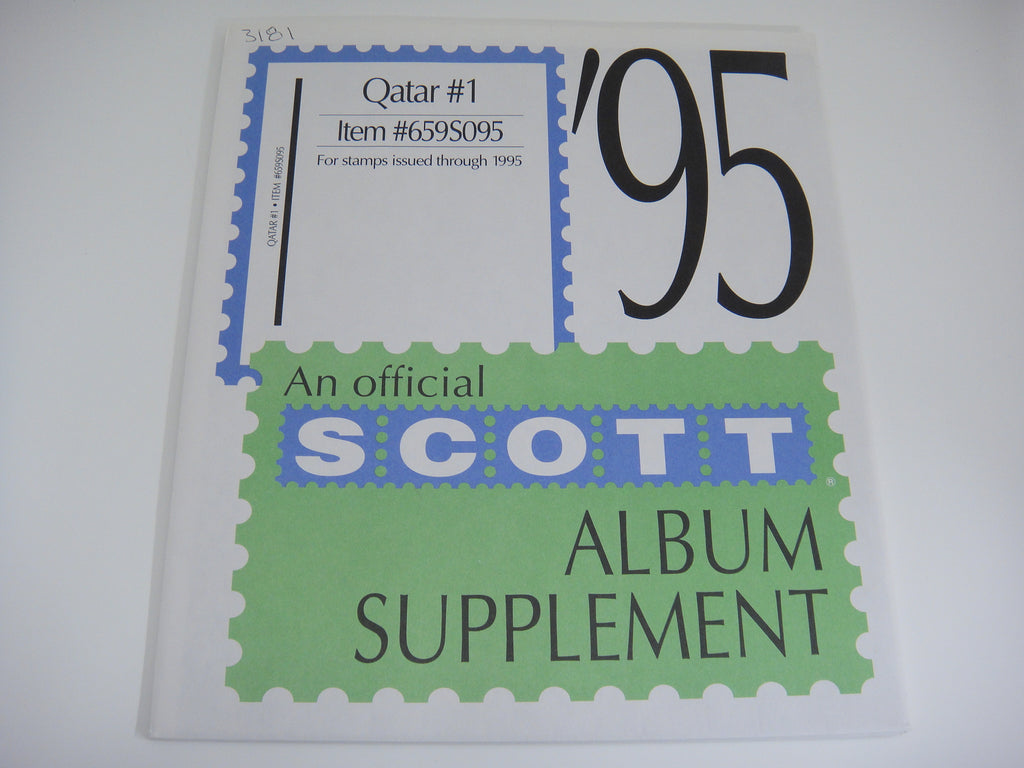 3181
Qatar #1
Item #659S095
For stamps issued through 1995
QATAR #1 • ITEM #659S095
'95
An official
SCOTT®
ALBUM
SUPPLEMENT